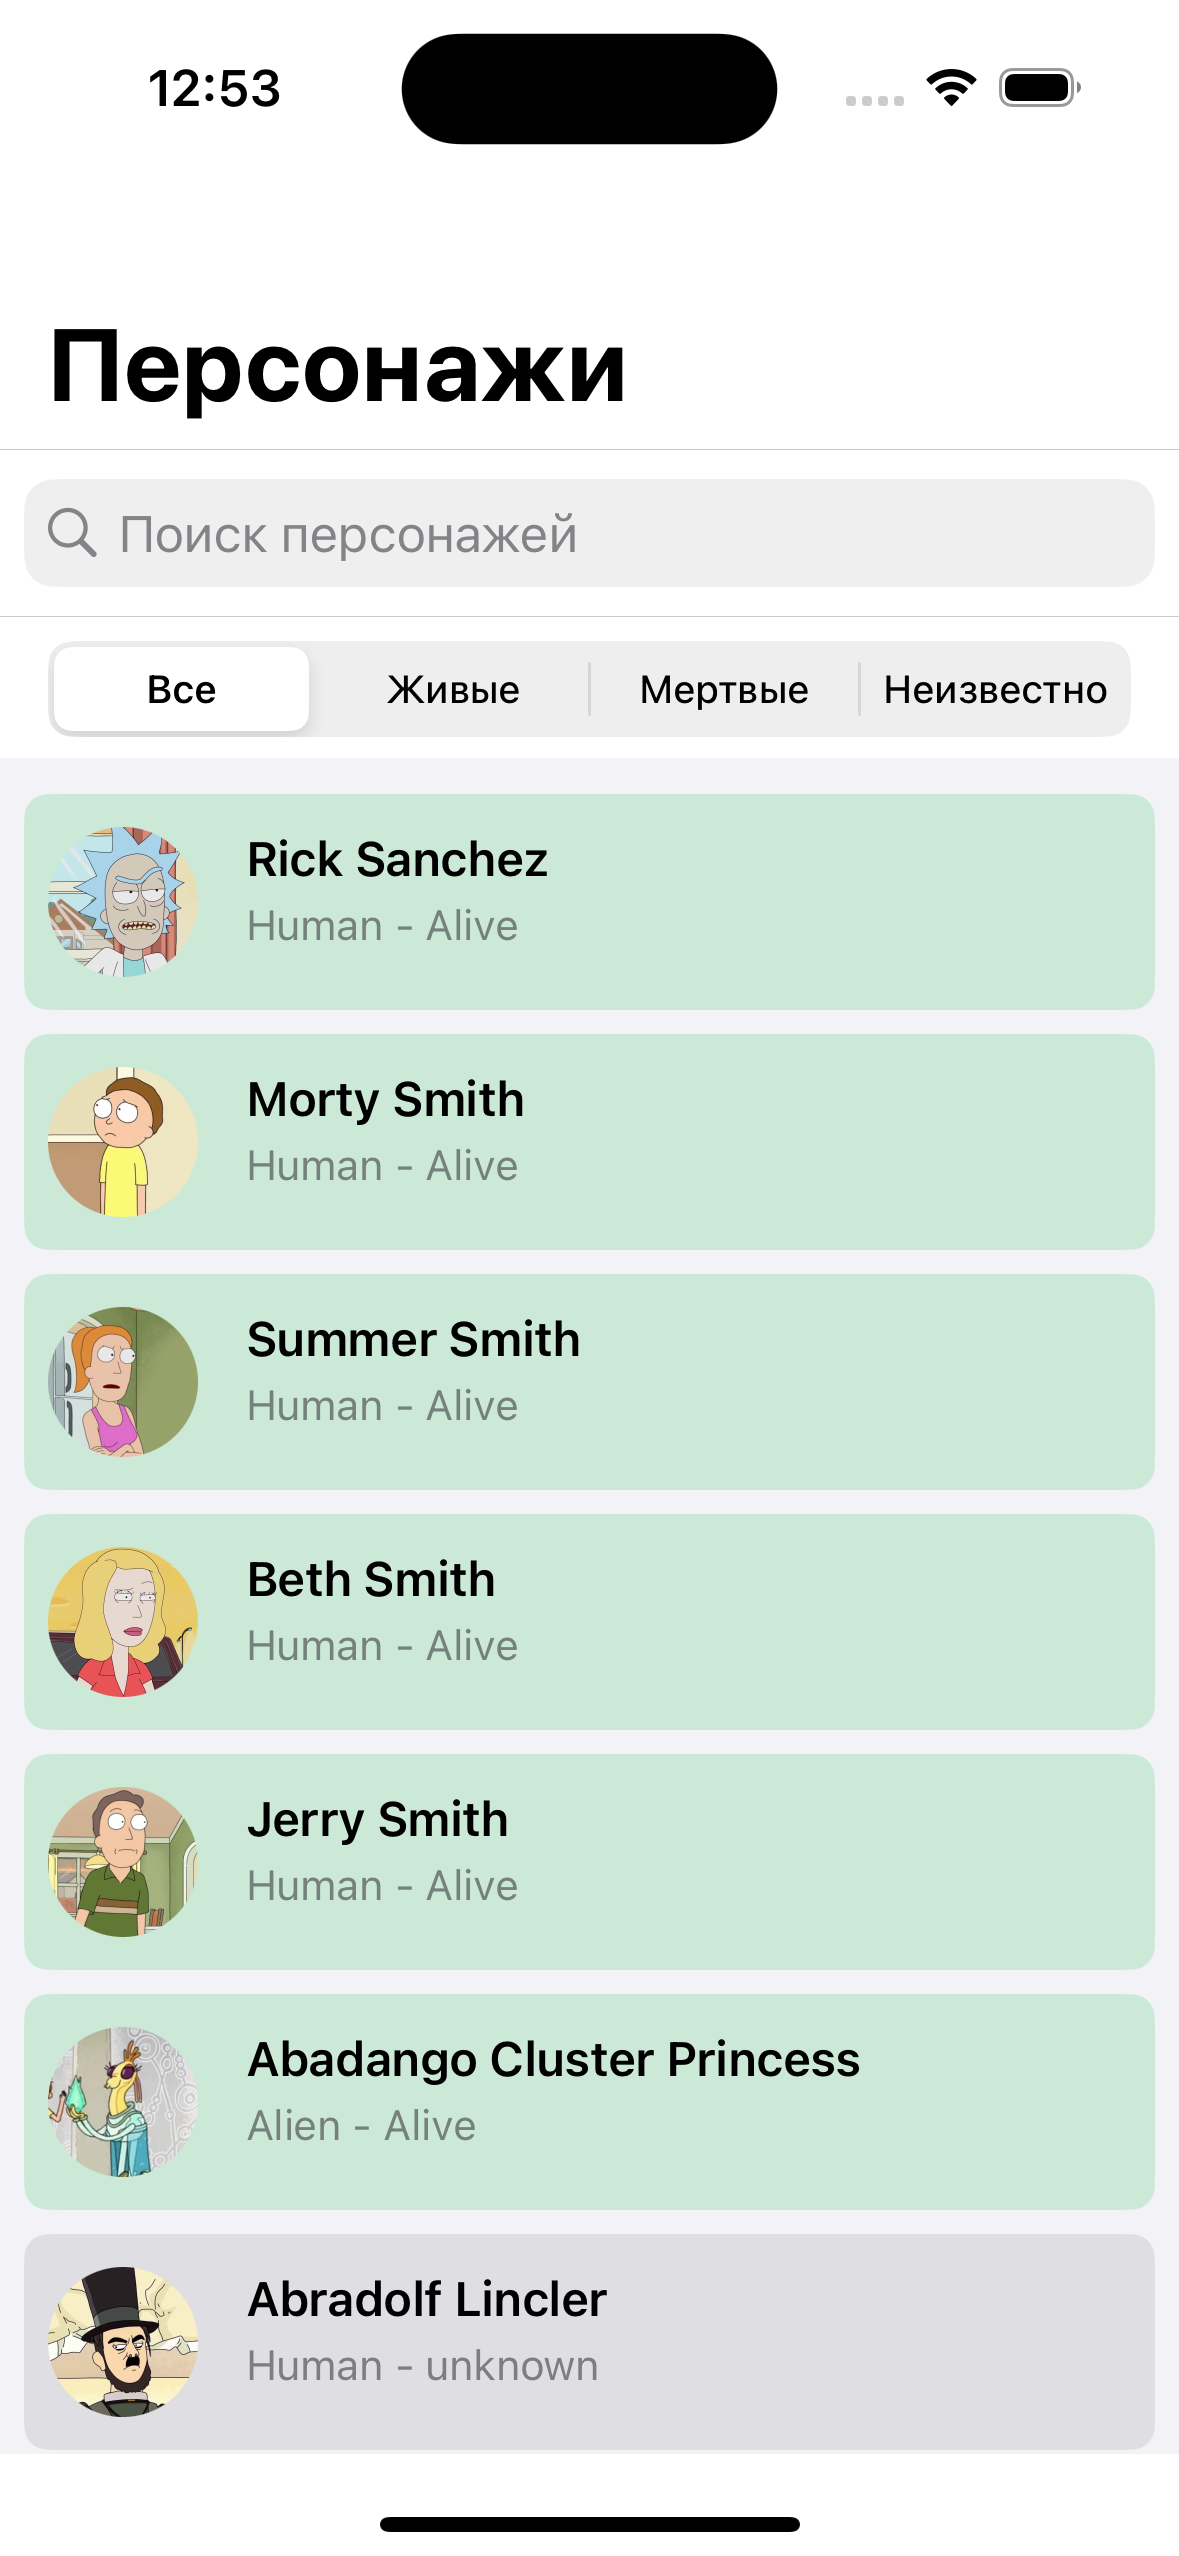 12:53
Персонажи
Поиск персонажей
Все Живые Мертвые Неизвестно
Rick Sanchez
Human - Alive
Morty Smith
Human - Alive
Summer Smith
Human - Alive
Beth Smith
Human - Alive
Jerry Smith
Human - Alive
Abadango Cluster Princess
Alien - Alive
Abradolf Lincler
Human - unknown